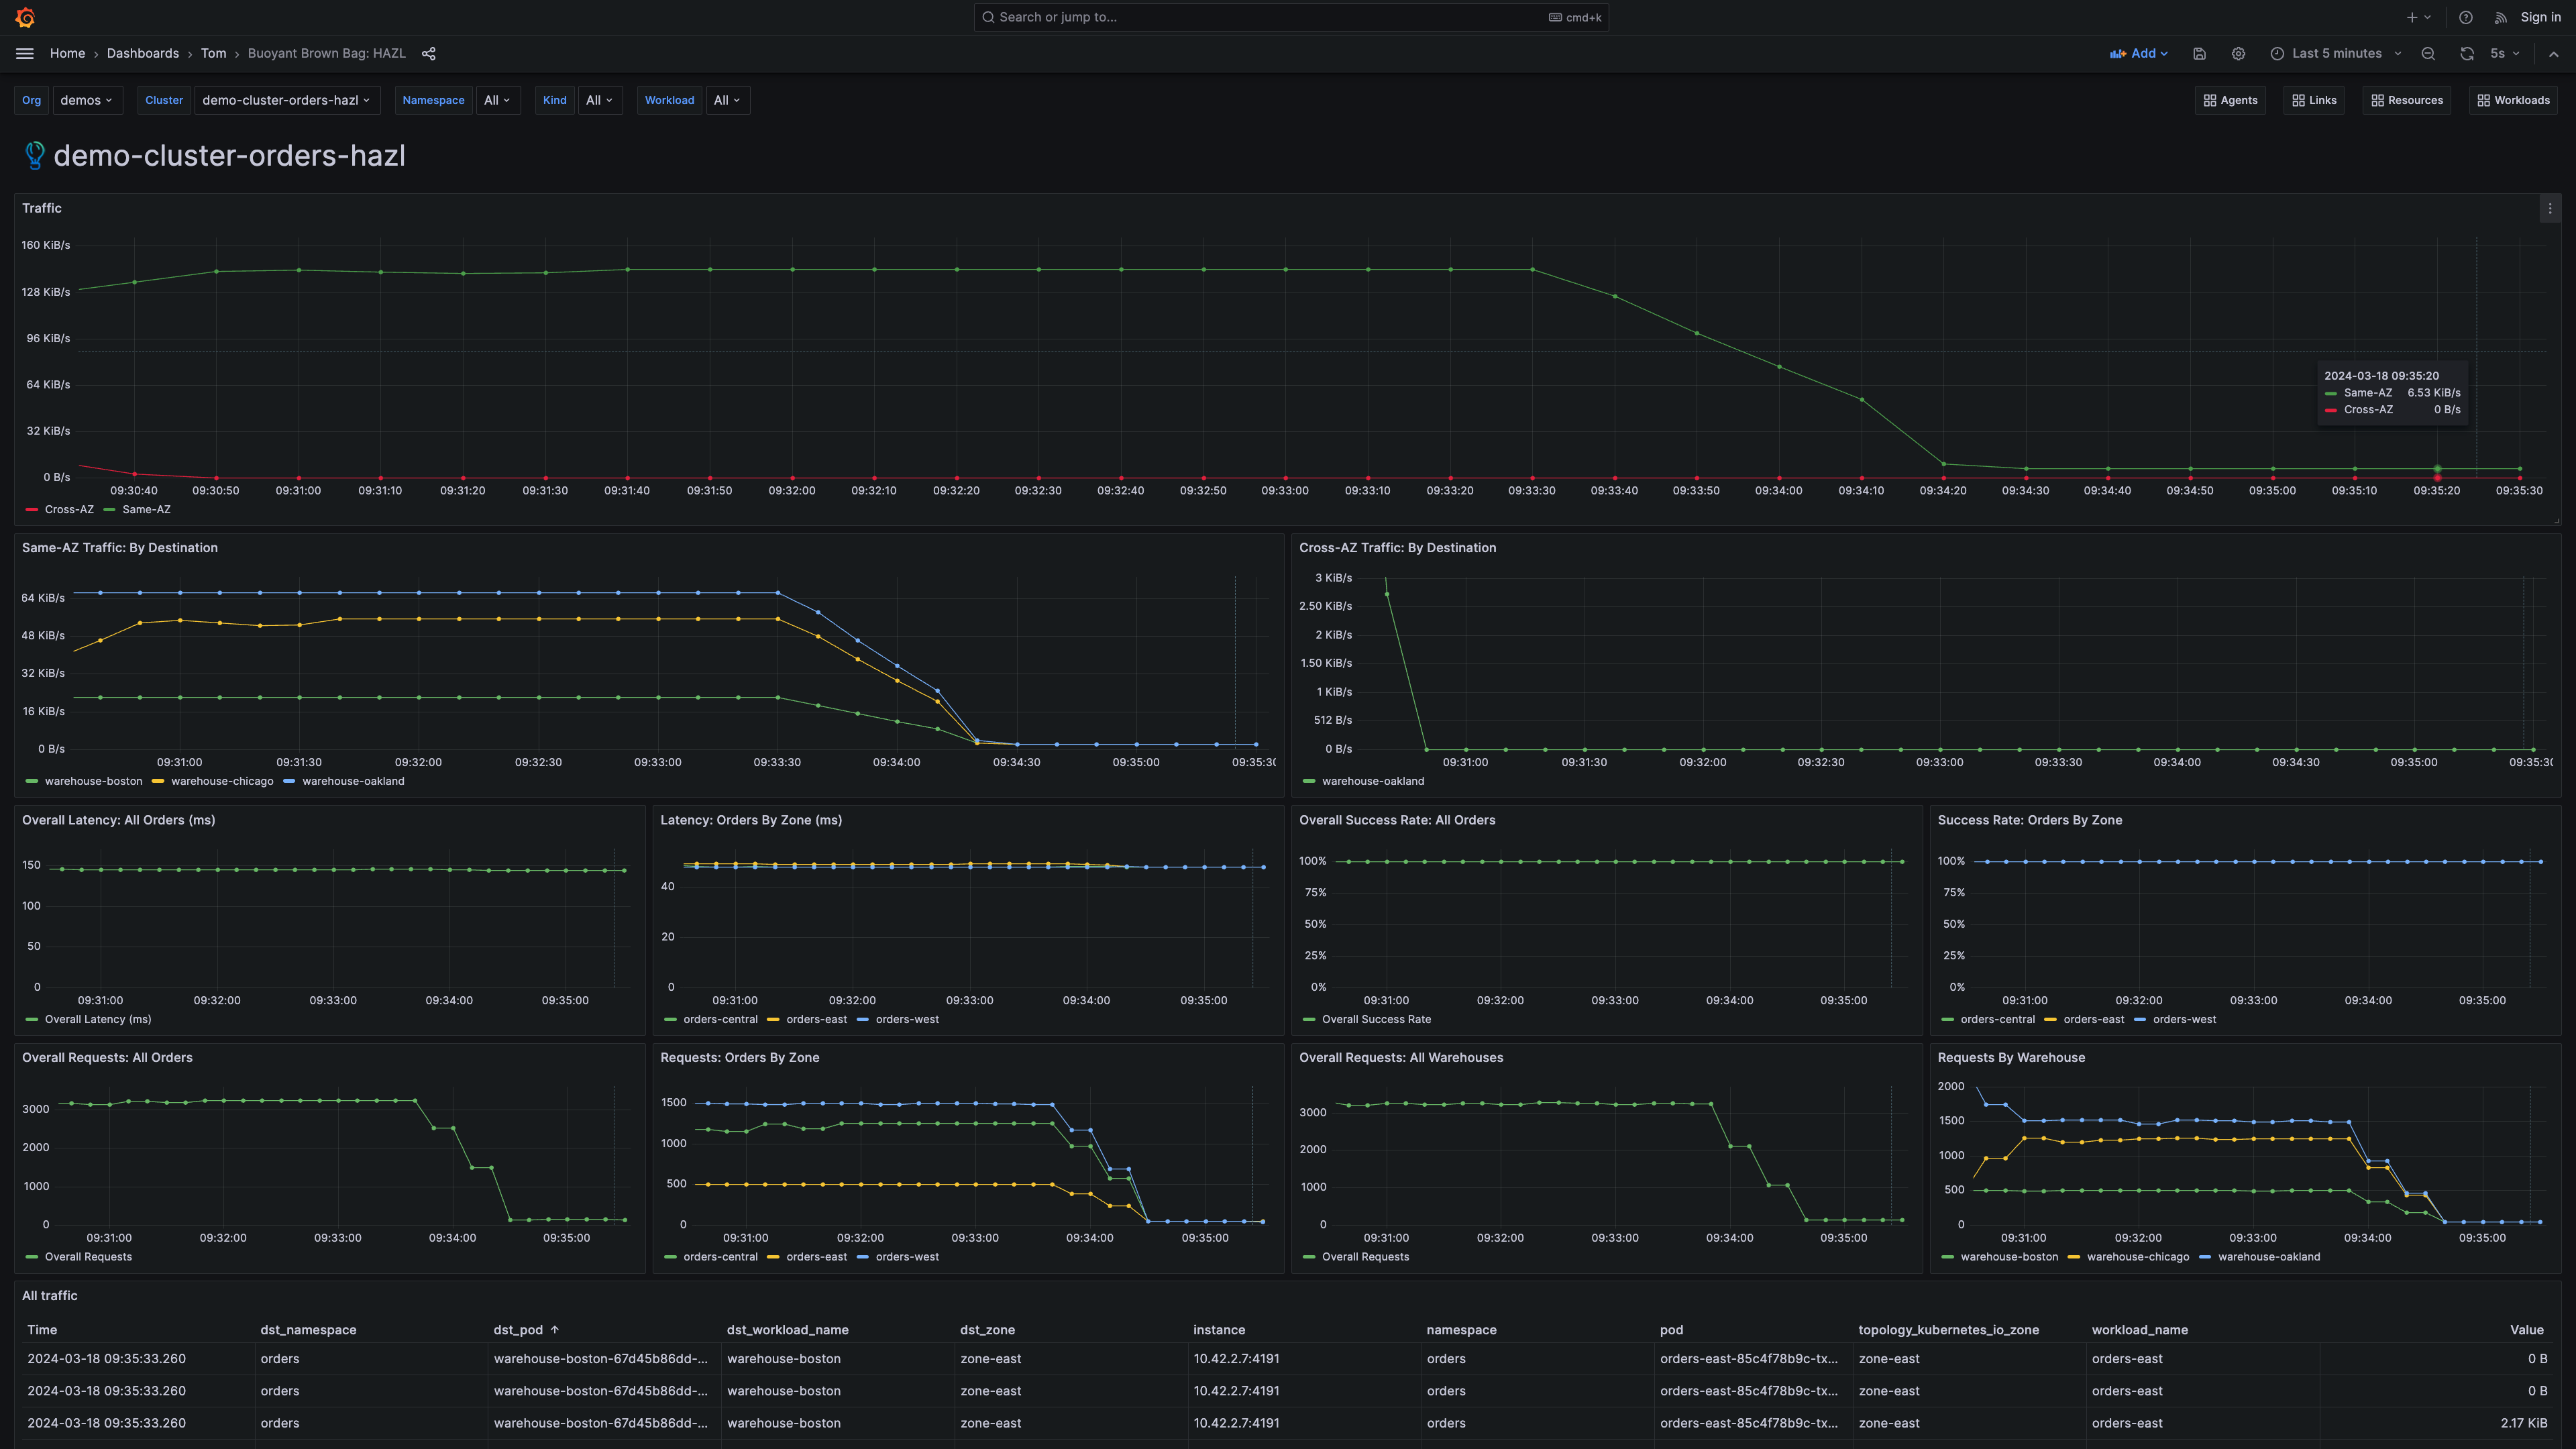 Search or jump to... cmd+k Sign in
Home › Dashboards › Tom › Buoyant Brown Bag: HAZL Add Last 5 minutes 5s
Org demos Cluster demo-cluster-orders-hazl Namespace All Kind All Workload All Agents Links Resources Workloads
demo-cluster-orders-hazl
Traffic
160 KiB/s
128 KiB/s
96 KiB/s
64 KiB/s
32 KiB/s
0 B/s
2024-03-18 09:35:20
Same-AZ 6.53 KiB/s
Cross-AZ 0 B/s
09:30:40 09:30:50 09:31:00 09:31:10 09:31:20 09:31:30 09:31:40 09:31:50 09:32:00 09:32:10 09:32:20 09:32:30 09:32:40 09:32:50 09:33:00 09:33:10 09:33:20 09:33:30 09:33:40 09:33:50 09:34:00 09:34:10 09:34:20 09:34:30 09:34:40 09:34:50 09:35:00 09:35:10 09:35:20 09:35:30
Cross-AZ Same-AZ
Same-AZ Traffic: By Destination
64 KiB/s
48 KiB/s
32 KiB/s
16 KiB/s
0 B/s
09:31:00 09:31:30 09:32:00 09:32:30 09:33:00 09:33:30 09:34:00 09:34:30 09:35:00 09:35:30
warehouse-boston warehouse-chicago warehouse-oakland
Cross-AZ Traffic: By Destination
3 KiB/s
2.50 KiB/s
2 KiB/s
1.50 KiB/s
1 KiB/s
512 B/s
0 B/s
09:31:00 09:31:30 09:32:00 09:32:30 09:33:00 09:33:30 09:34:00 09:34:30 09:35:00 09:35:30
warehouse-oakland
Overall Latency: All Orders (ms)
150
100
50
0
09:31:00 09:32:00 09:33:00 09:34:00 09:35:00
Overall Latency (ms)
Latency: Orders By Zone (ms)
40
20
0
09:31:00 09:32:00 09:33:00 09:34:00 09:35:00
orders-central orders-east orders-west
Overall Success Rate: All Orders
100%
75%
50%
25%
0%
09:31:00 09:32:00 09:33:00 09:34:00 09:35:00
Overall Success Rate
Success Rate: Orders By Zone
100%
75%
50%
25%
0%
09:31:00 09:32:00 09:33:00 09:34:00 09:35:00
orders-central orders-east orders-west
Overall Requests: All Orders
3000
2000
1000
0
09:31:00 09:32:00 09:33:00 09:34:00 09:35:00
Overall Requests
Requests: Orders By Zone
1500
1000
500
0
09:31:00 09:32:00 09:33:00 09:34:00 09:35:00
orders-central orders-east orders-west
Overall Requests: All Warehouses
3000
2000
1000
0
09:31:00 09:32:00 09:33:00 09:34:00 09:35:00
Overall Requests
Requests By Warehouse
2000
1500
1000
500
0
09:31:00 09:32:00 09:33:00 09:34:00 09:35:00
warehouse-boston warehouse-chicago warehouse-oakland
All traffic
Time dst_namespace dst_pod ↑ dst_workload_name dst_zone instance namespace pod topology_kubernetes_io_zone workload_name Value
2024-03-18 09:35:33.260 orders warehouse-boston-67d45b86dd-... warehouse-boston zone-east 10.42.2.7:4191 orders orders-east-85c4f78b9c-tx... zone-east orders-east 0 B
2024-03-18 09:35:33.260 orders warehouse-boston-67d45b86dd-... warehouse-boston zone-east 10.42.2.7:4191 orders orders-east-85c4f78b9c-tx... zone-east orders-east 0 B
2024-03-18 09:35:33.260 orders warehouse-boston-67d45b86dd-... warehouse-boston zone-east 10.42.2.7:4191 orders orders-east-85c4f78b9c-tx... zone-east orders-east 2.17 KiB